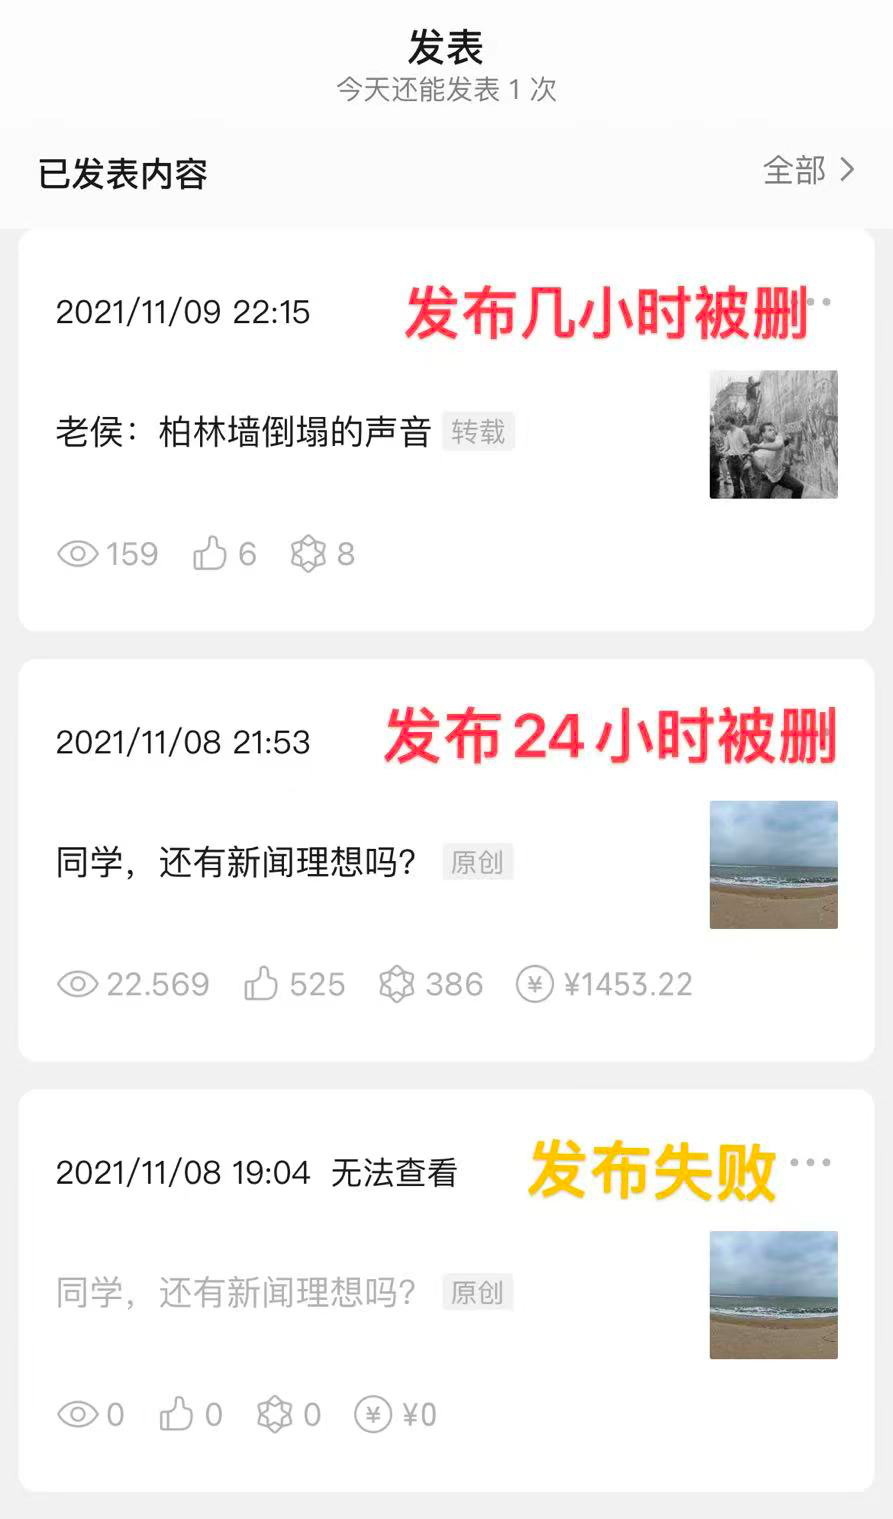 发表
今天还能发表 1 次
已发表内容 全部
2021/11/09 22:15 发布几小时被删
老侯：柏林墙倒塌的声音 转载
159 6 8
2021/11/08 21:53 发布24小时被删
同学，还有新闻理想吗？ 原创
22.569 525 386 ¥ ¥1453.22
2021/11/08 19:04 无法查看 发布失败
同学，还有新闻理想吗？ 原创
0 0 0 ¥ ¥0